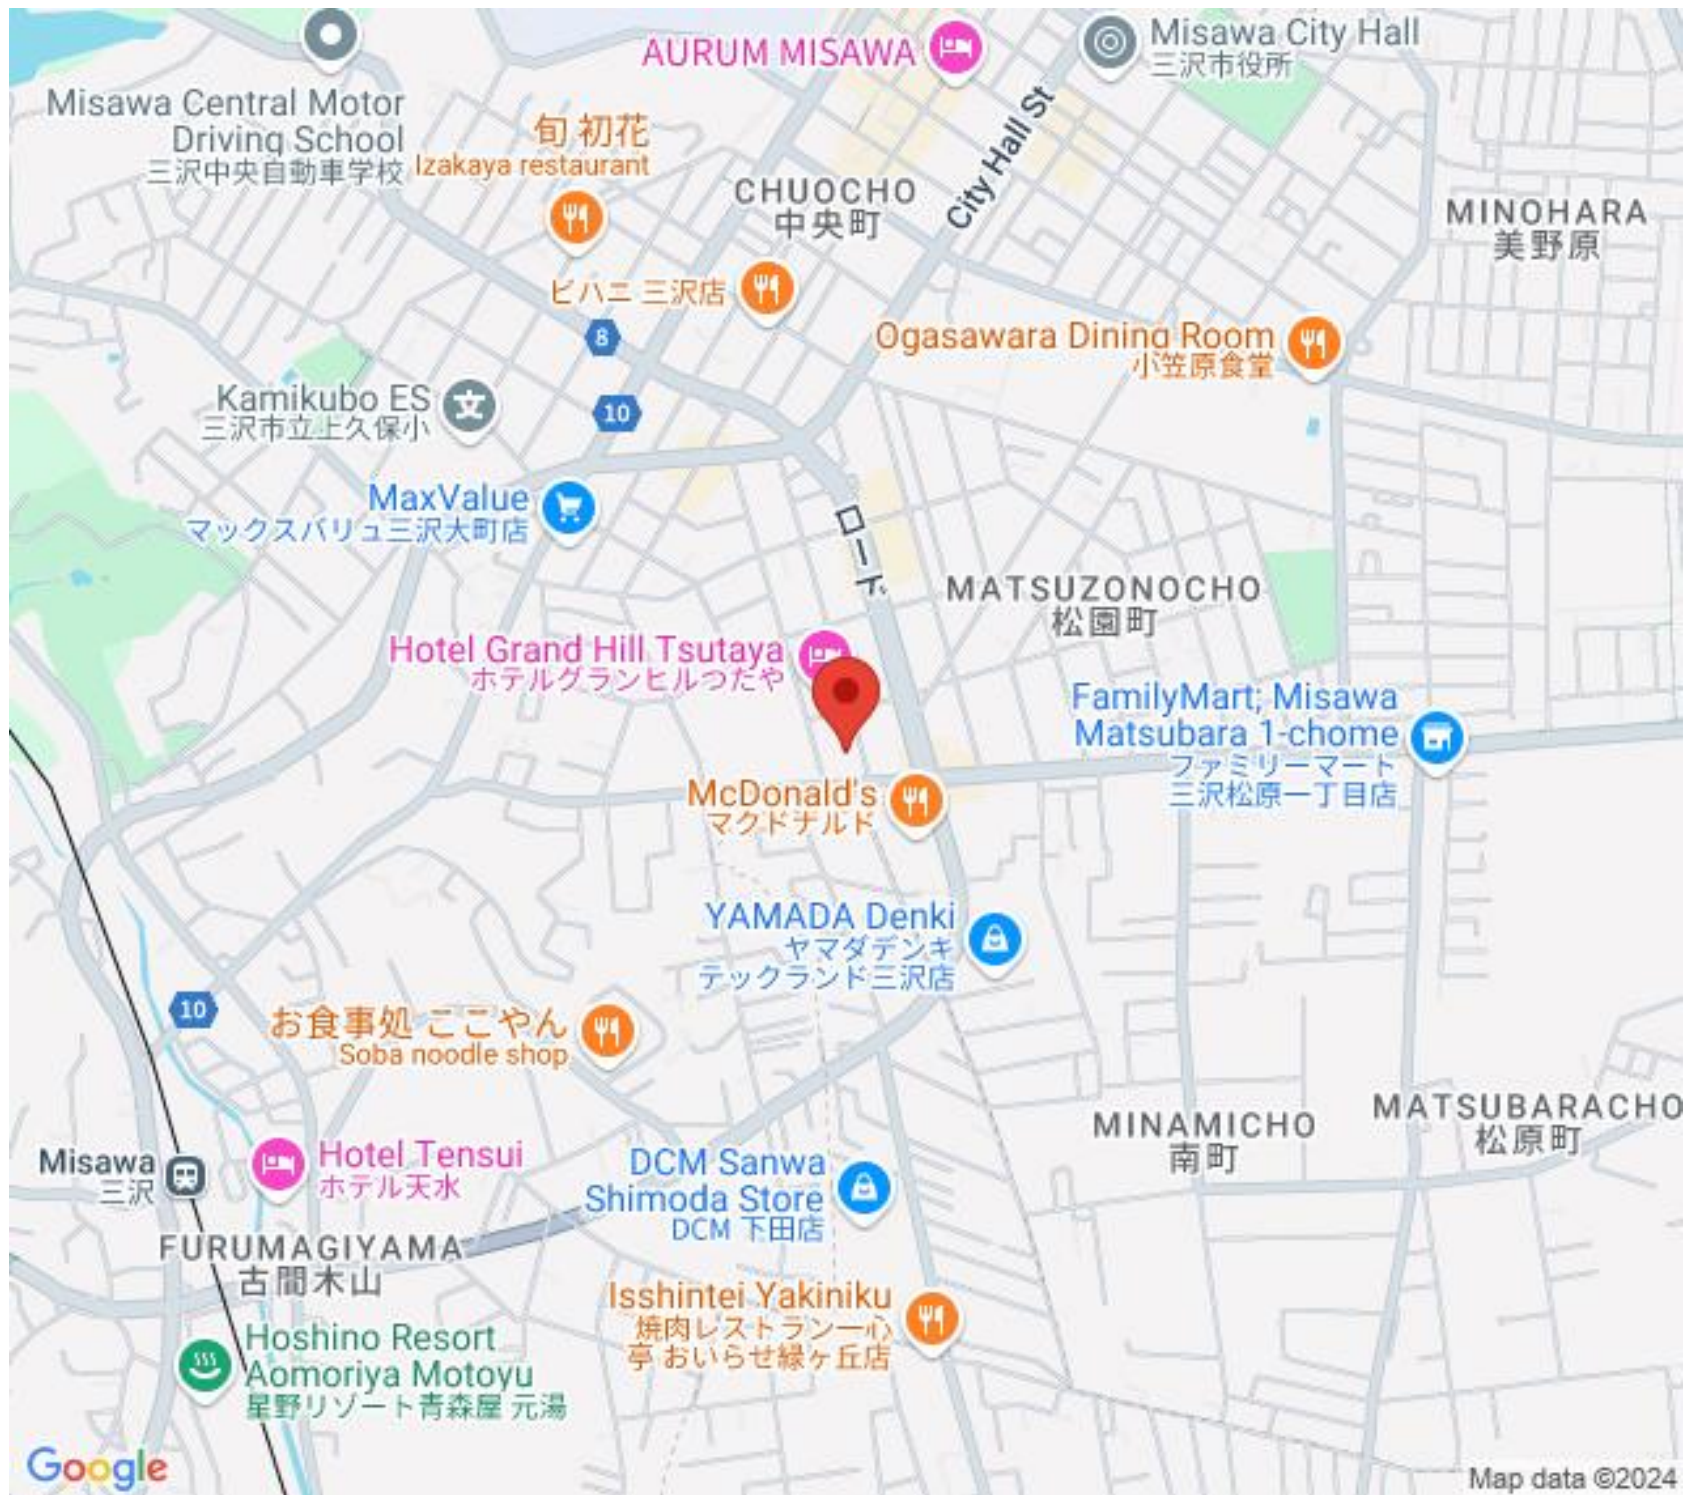 AURUM MISAWA
Misawa City Hall
三沢市役所
Misawa Central Motor
Driving School
三沢中央自動車学校
旬 初花
Izakaya restaurant
City Hall St
CHUOCHO
中央町
MINOHARA
美野原
ビハニ 三沢店
8
Ogasawara Dining Room
小笠原食堂
Kamikubo ES
三沢市立上久保小
10
MaxValue
マックスバリュ三沢大町店
ロード
MATSUZONOCHO
松園町
Hotel Grand Hill Tsutaya
ホテルグランヒルつたや
FamilyMart; Misawa
Matsubara 1-chome
ファミリーマート
三沢松原一丁目店
McDonald's
マクドナルド
YAMADA Denki
ヤマダデンキ
テックランド三沢店
10
お食事処 ここやん
Soba noodle shop
MINAMICHO
南町
MATSUBARACHO
松原町
Misawa
三沢
Hotel Tensui
ホテル天水
DCM Sanwa
Shimoda Store
DCM 下田店
FURUMAGIYAMA
古間木山
Isshintei Yakiniku
焼肉レストラン一心
亭 おいらせ緑ヶ丘店
Hoshino Resort
Aomoriya Motoyu
星野リゾート青森屋 元湯
Google
Map data ©2024